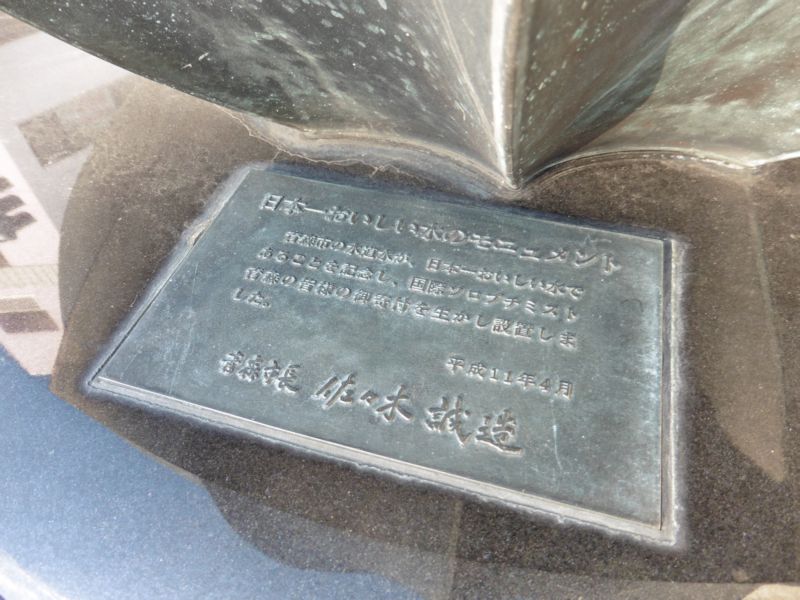 日本一おいしい水のモニュメント
青森市の水道水が、日本一おいしい水で
あることを記念し、国際ソロプチミスト
青森の皆様の御寄付を生かし設置しま
した。
平成11年4月
青森市長 佐々木 誠造